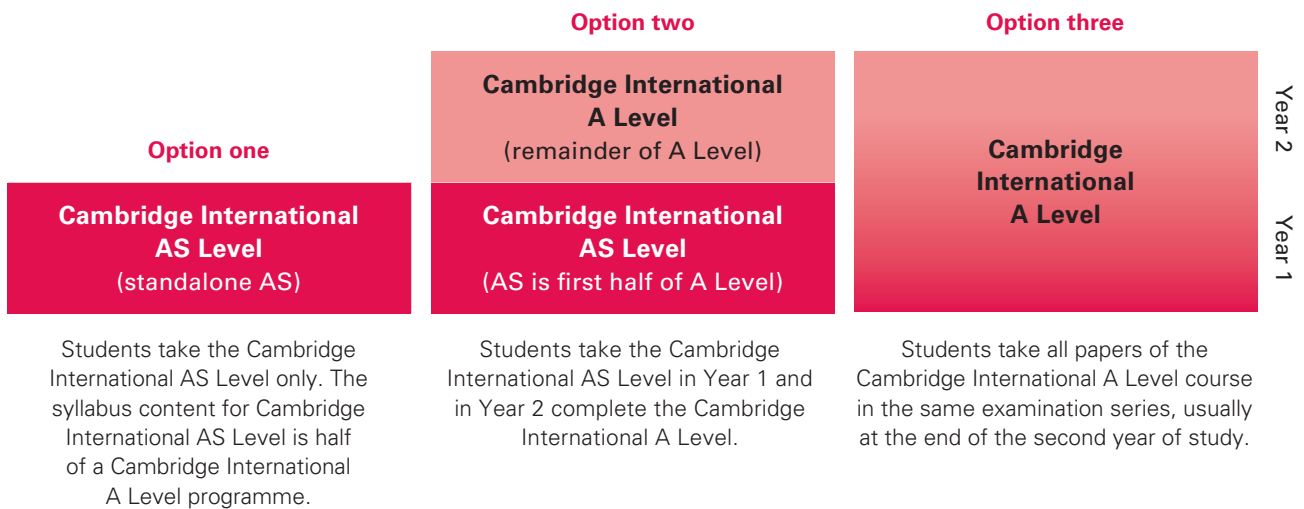 Option one
Cambridge International
AS Level
(standalone AS)
Students take the Cambridge
International AS Level only. The
syllabus content for Cambridge
International AS Level is half
of a Cambridge International
A Level programme.
Option two
Cambridge International
A Level
(remainder of A Level)
Cambridge International
AS Level
(AS is first half of A Level)
Students take the Cambridge
International AS Level in Year 1 and
in Year 2 complete the Cambridge
International A Level.
Option three
Cambridge
International
A Level
Students take all papers of the
Cambridge International A Level course
in the same examination series, usually
at the end of the second year of study.
Year 2
Year 1